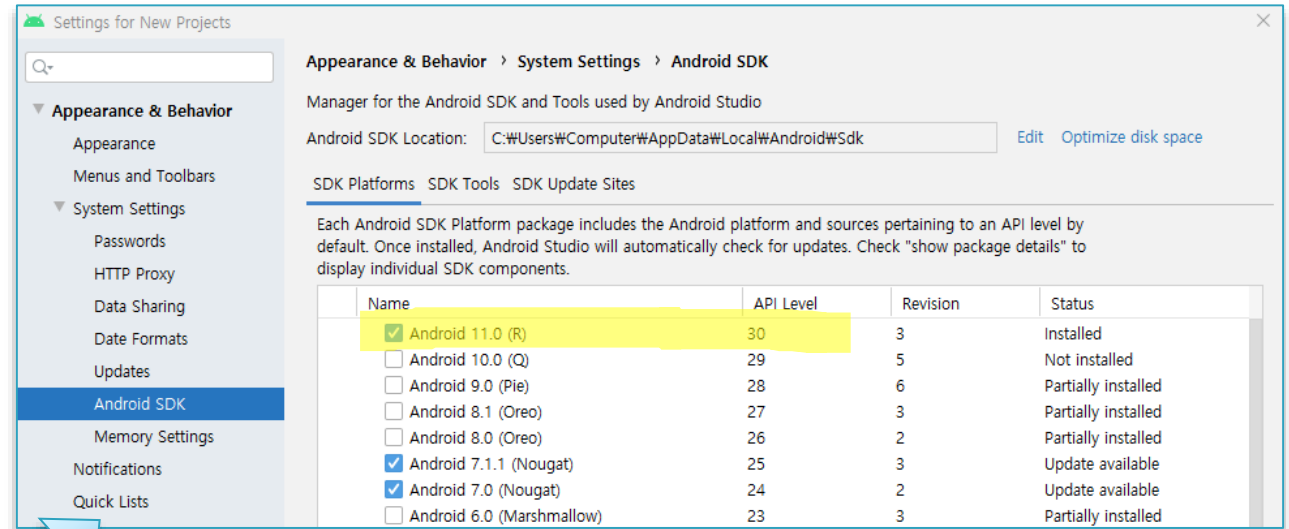 Settings for New Projects
Appearance & Behavior > System Settings > Android SDK
Manager for the Android SDK and Tools used by Android Studio
Android SDK Location: C:₩Users₩Computer₩AppData₩Local₩Android₩Sdk Edit Optimize disk space
Appearance & Behavior
Appearance
Menus and Toolbars
System Settings
Passwords
HTTP Proxy
Data Sharing
Date Formats
Updates
Android SDK
Memory Settings
Notifications
Quick Lists
SDK Platforms SDK Tools SDK Update Sites
Each Android SDK Platform package includes the Android platform and sources pertaining to an API level by
default. Once installed, Android Studio will automatically check for updates. Check "show package details" to
display individual SDK components.
Name API Level Revision Status
Android 11.0 (R) 30 3 Installed
Android 10.0 (Q) 29 5 Not installed
Android 9.0 (Pie) 28 6 Partially installed
Android 8.1 (Oreo) 27 3 Partially installed
Android 8.0 (Oreo) 26 2 Partially installed
Android 7.1.1 (Nougat) 25 3 Update available
Android 7.0 (Nougat) 24 2 Update available
Android 6.0 (Marshmallow) 23 3 Partially installed